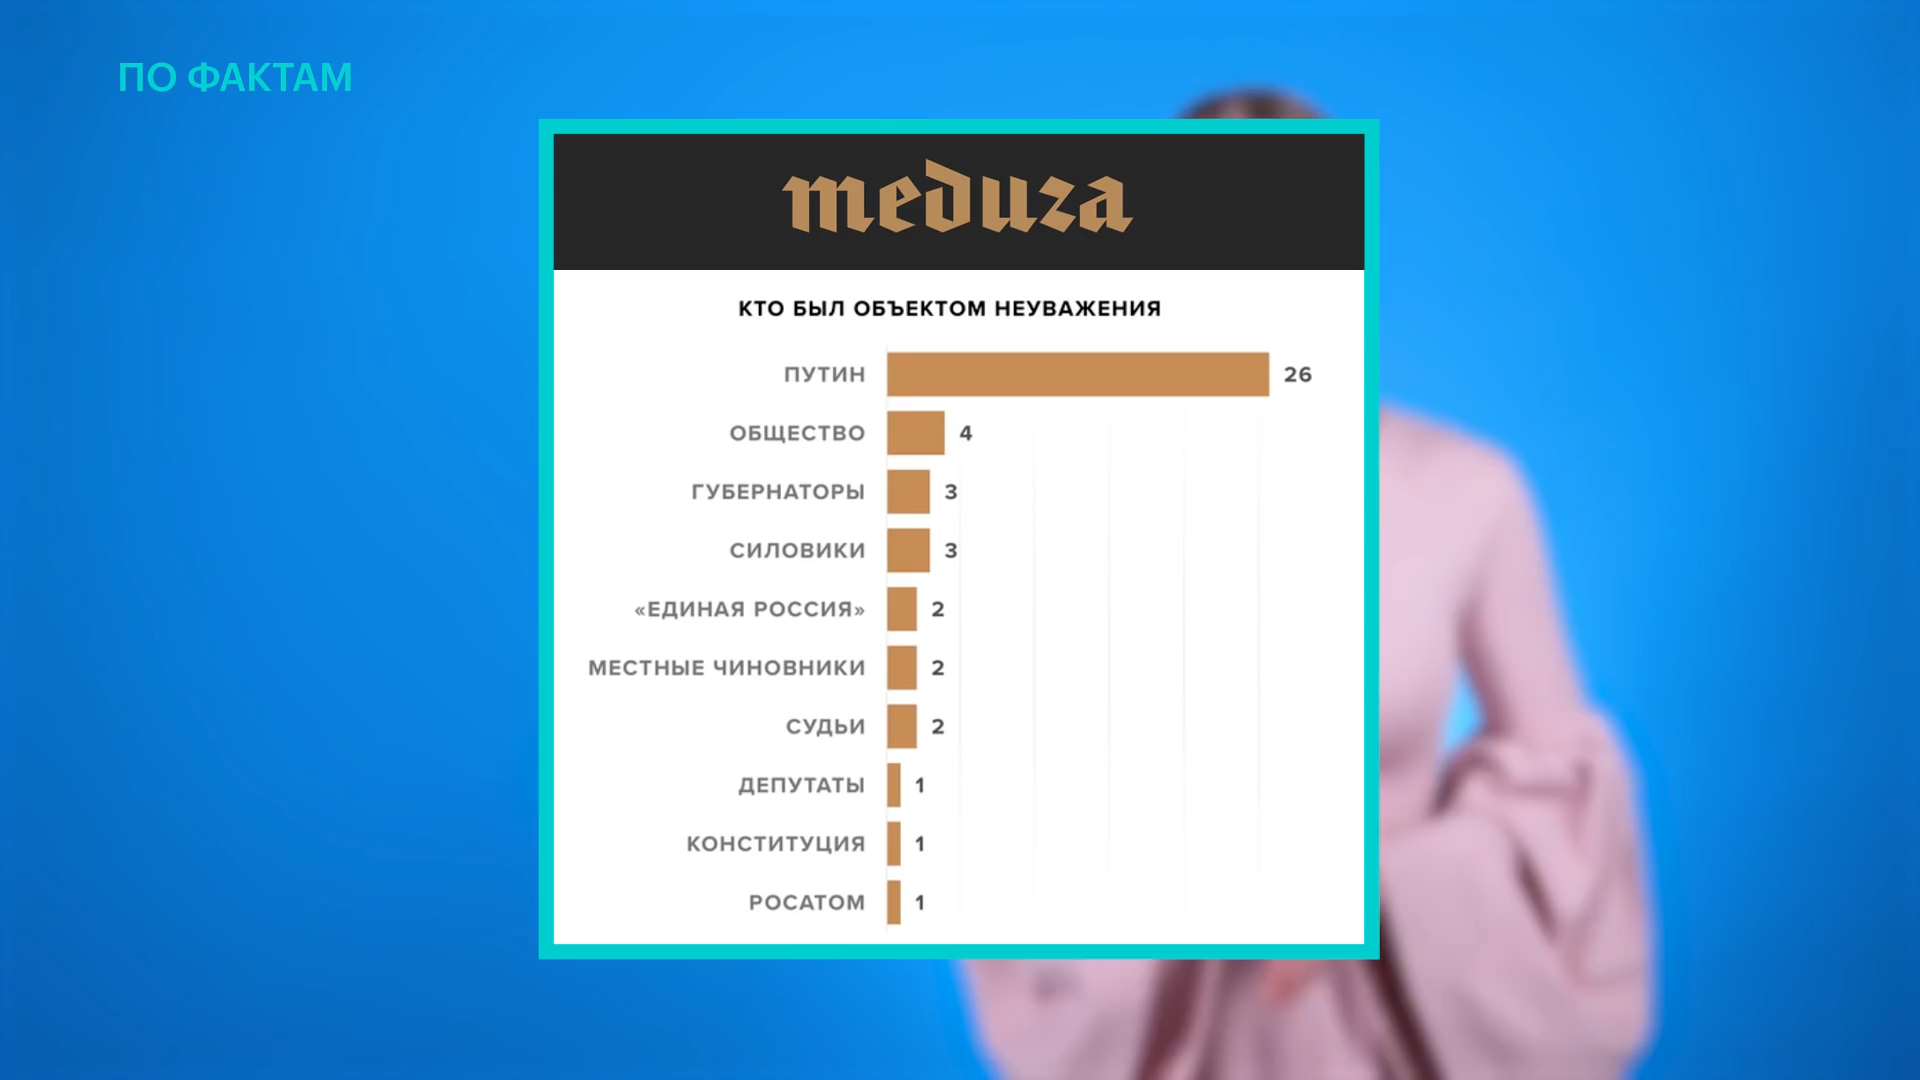 ПО ФАКТАМ
meduza
КТО БЫЛ ОБЪЕКТОМ НЕУВАЖЕНИЯ
ПУТИН 26
ОБЩЕСТВО 4
ГУБЕРНАТОРЫ 3
СИЛОВИКИ 3
«ЕДИНАЯ РОССИЯ» 2
МЕСТНЫЕ ЧИНОВНИКИ 2
СУДЬИ 2
ДЕПУТАТЫ 1
КОНСТИТУЦИЯ 1
РОСАТОМ 1